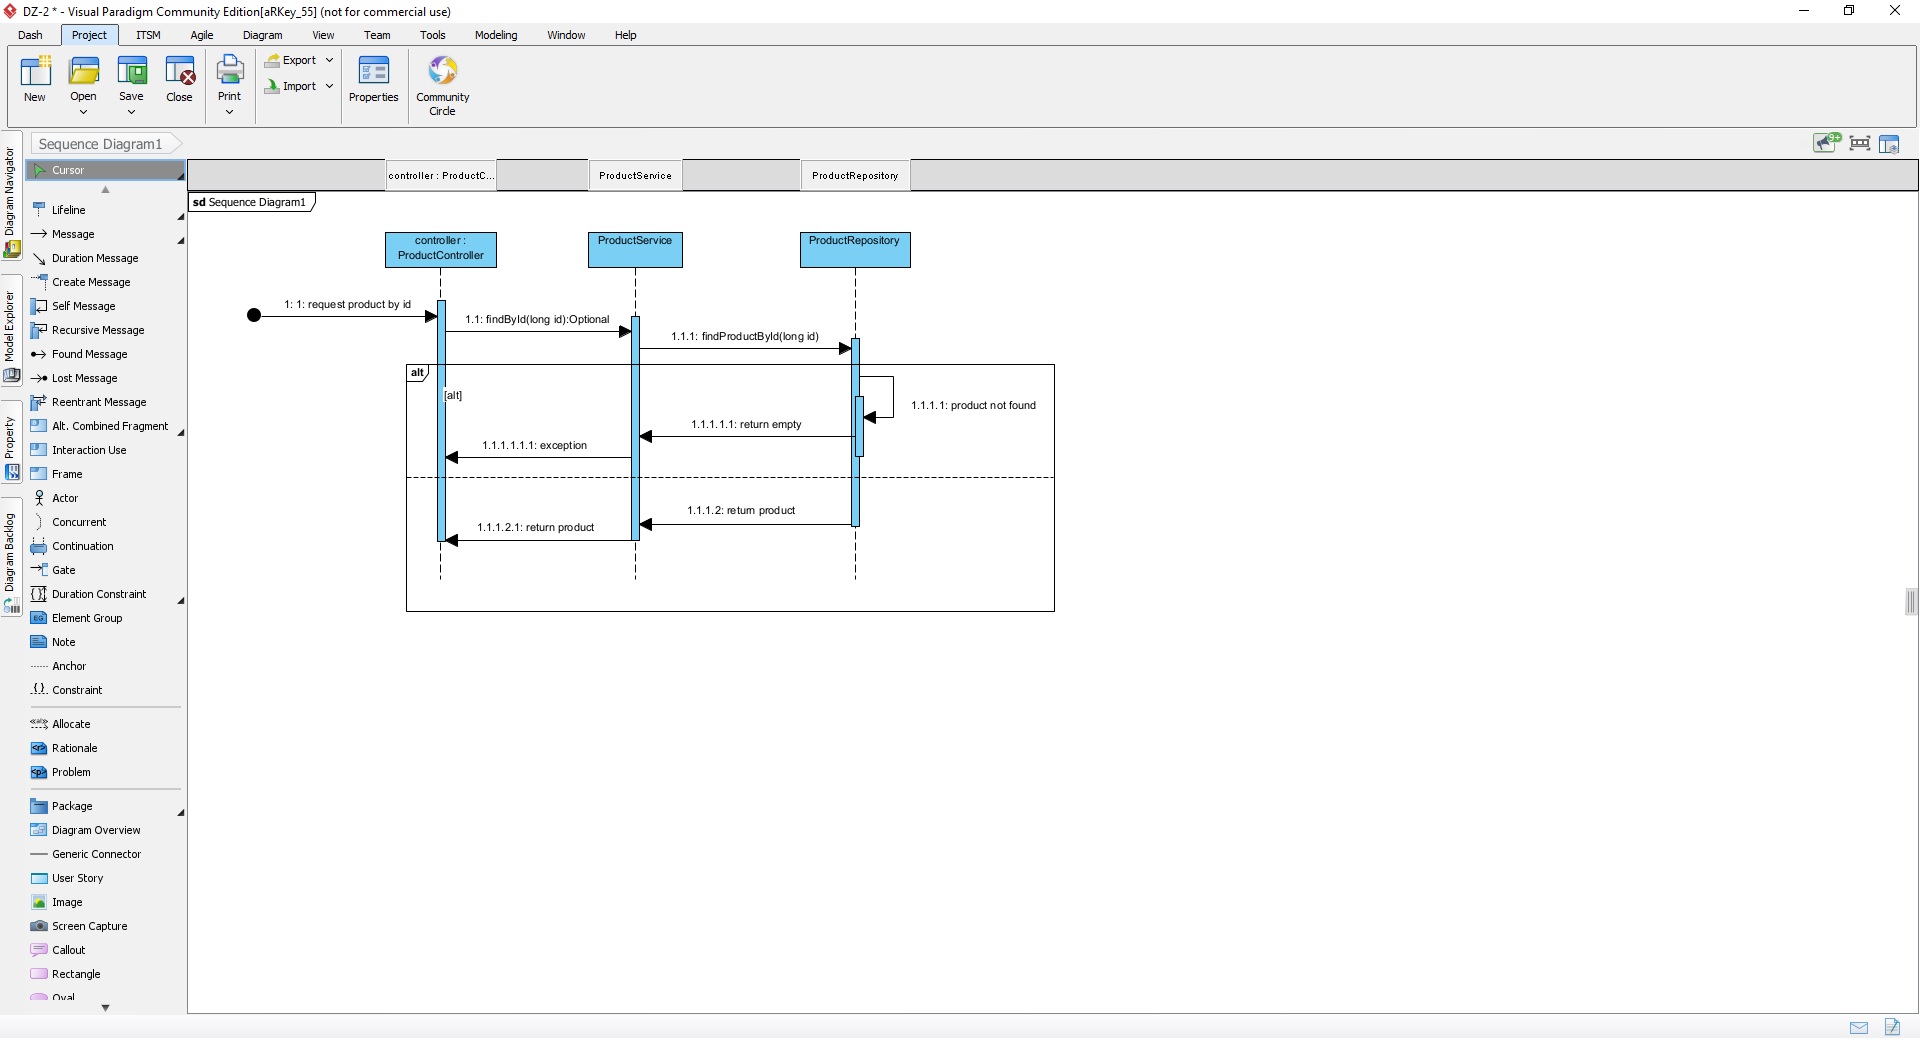 DZ-2 * - Visual Paradigm Community Edition[aRKey_55] (not for commercial use)
Dash Project ITSM Agile Diagram View Team Tools Modeling Window Help
New Open Save Close Print Export Import Properties Community Circle
Sequence Diagram1
Diagram Navigator
Model Explorer
Property
Diagram Backlog
Cursor
Lifeline
Message
Duration Message
Create Message
Self Message
Recursive Message
Found Message
Lost Message
Reentrant Message
Alt. Combined Fragment
Interaction Use
Frame
Actor
Concurrent
Continuation
Gate
Duration Constraint
Element Group
Note
Anchor
Constraint
Allocate
Rationale
Problem
Package
Diagram Overview
Generic Connector
User Story
Image
Screen Capture
Callout
Rectangle
Oval
9+
controller : ProductC... ProductService ProductRepository
sd Sequence Diagram1
controller :
ProductController
ProductService
ProductRepository
1: 1: request product by id
1.1: findById(long id):Optional
1.1.1: findProductById(long id)
alt
[alt]
1.1.1.1: product not found
1.1.1.1.1: return empty
1.1.1.1.1.1: exception
1.1.1.2: return product
1.1.1.2.1: return product